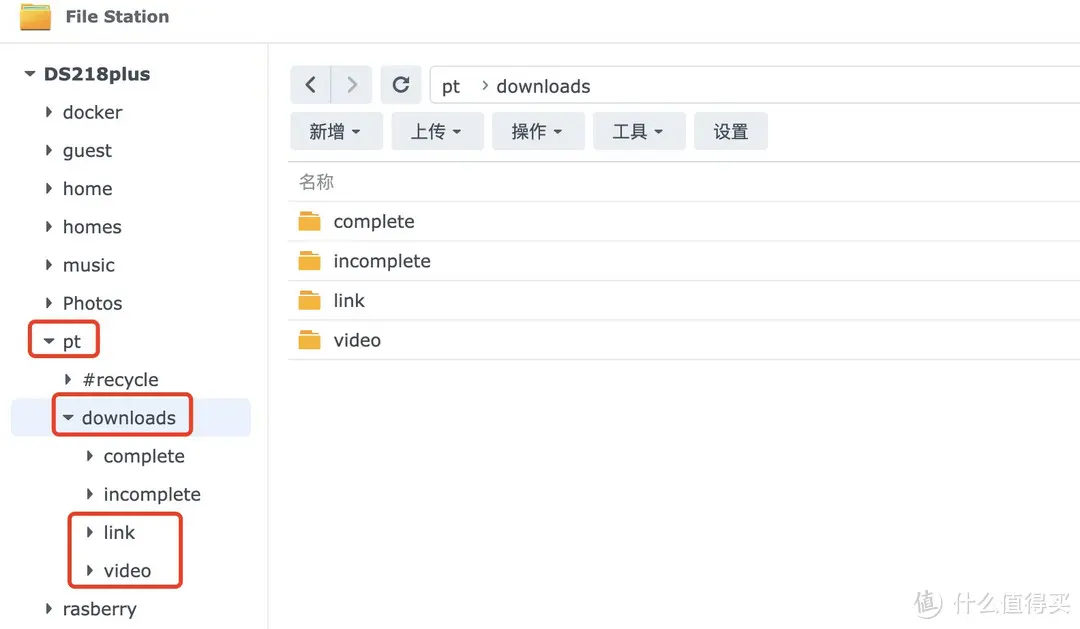 File Station
DS218plus
docker
guest
home
homes
music
Photos
pt
#recycle
downloads
complete
incomplete
link
video
rasberry
pt > downloads
新增 上传 操作 工具 设置
名称
complete
incomplete
link
video
值 什么值得买